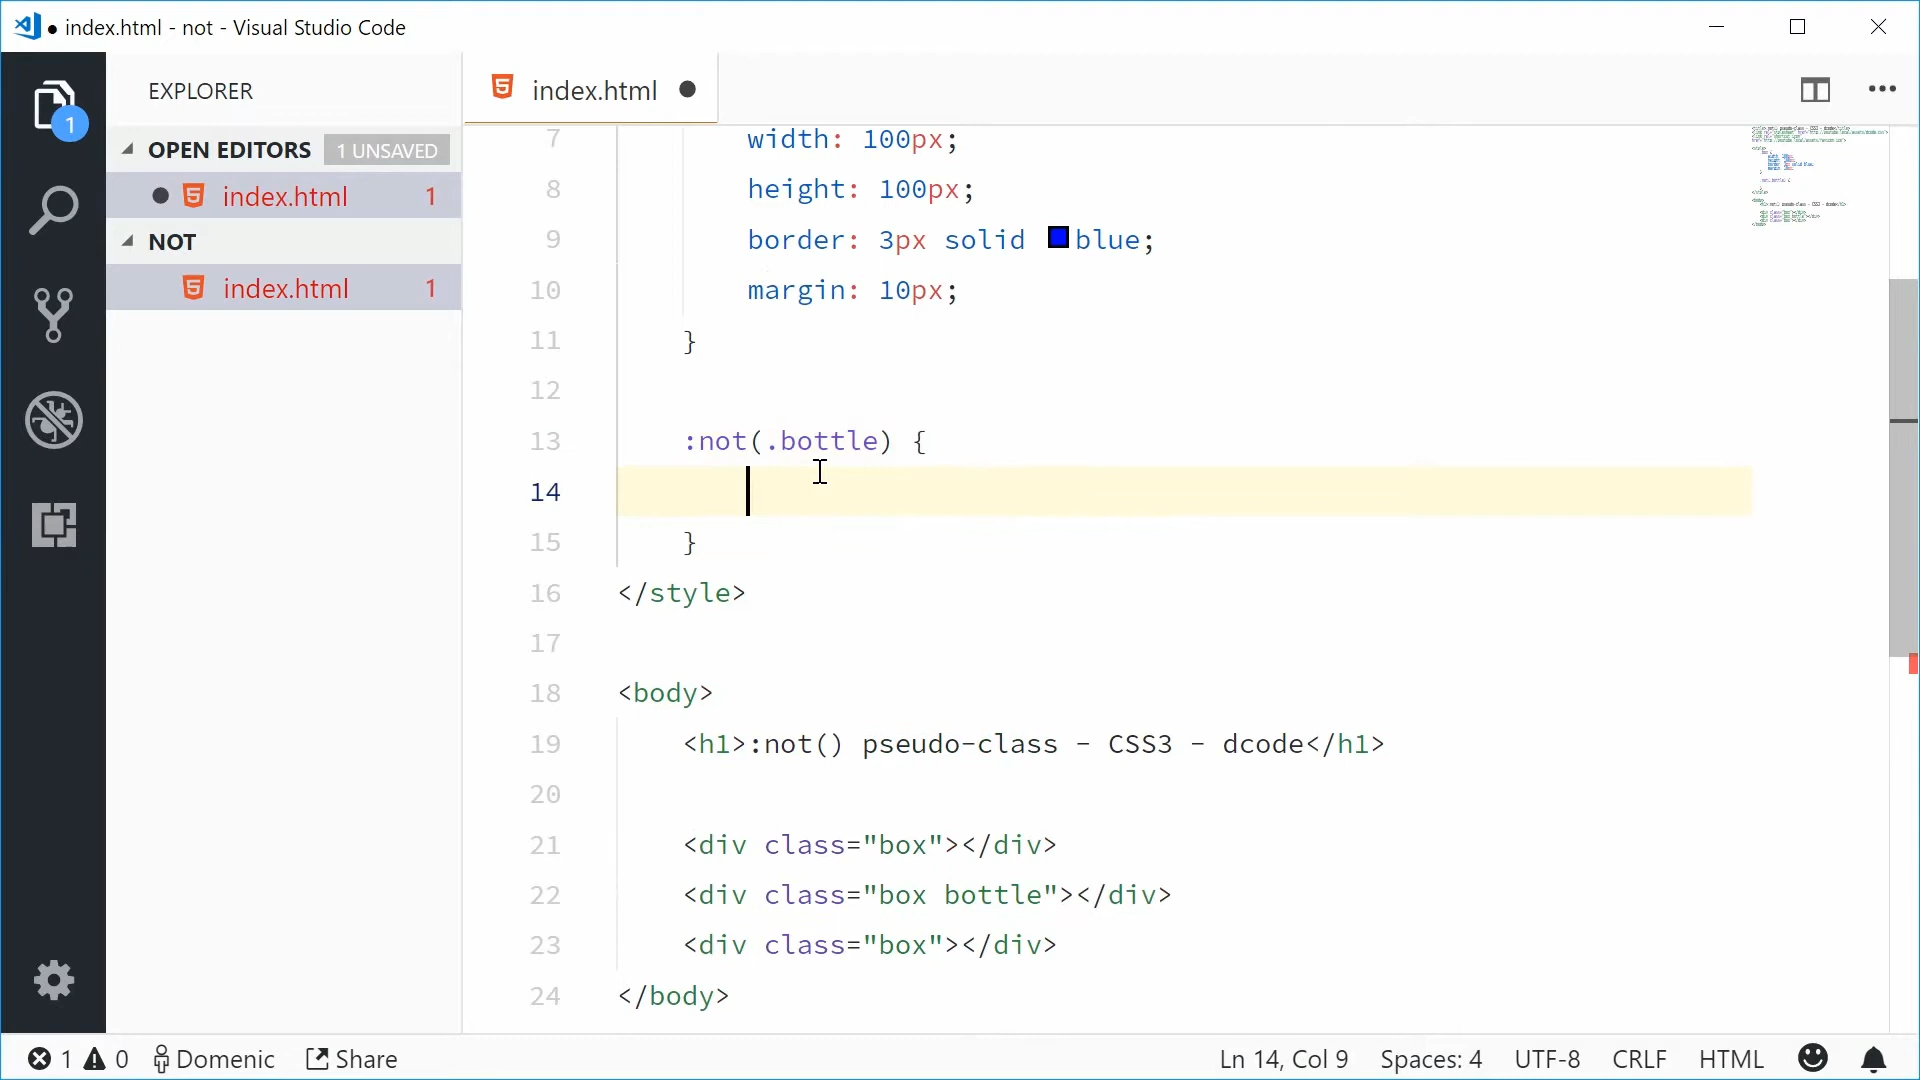 index.html - not - Visual Studio Code
EXPLORER
OPEN EDITORS 1 UNSAVED
index.html 1
NOT
index.html 1
1
index.html
7 width: 100px;
8 height: 100px;
9 border: 3px solid blue;
10 margin: 10px;
11 }
12
13 :not(.bottle) {
14
15 }
16 </style>
17
18 <body>
19 <h1>:not() pseudo-class - CSS3 - dcode</h1>
20
21 <div class="box"></div>
22 <div class="box bottle"></div>
23 <div class="box"></div>
24 </body>
1 0 Domenic Share Ln 14, Col 9 Spaces: 4 UTF-8 CRLF HTML